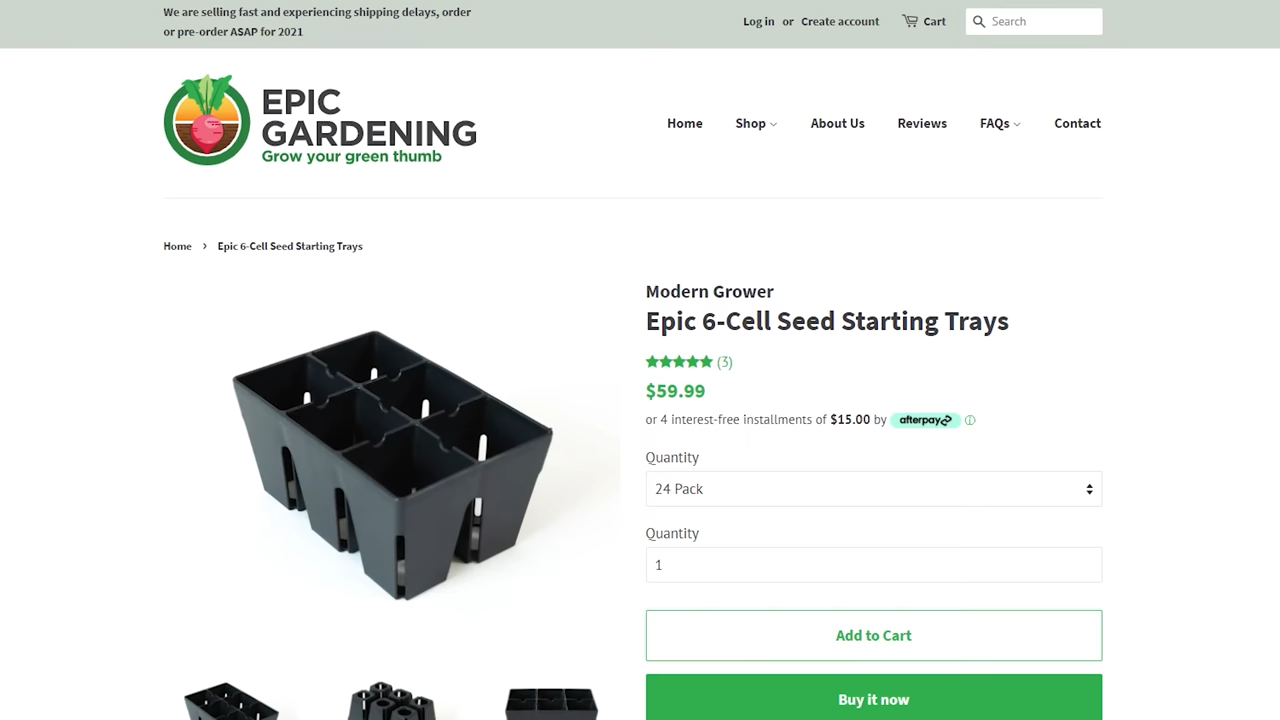 We are selling fast and experiencing shipping delays, order
or pre-order ASAP for 2021
Log in or Create account Cart Search
EPIC
GARDENING
Grow your green thumb
Home Shop About Us Reviews FAQs Contact
Home › Epic 6-Cell Seed Starting Trays
Modern Grower
Epic 6-Cell Seed Starting Trays
(3)
$59.99
or 4 interest-free installments of $15.00 by afterpay
Quantity
24 Pack
Quantity
1
Add to Cart
Buy it now